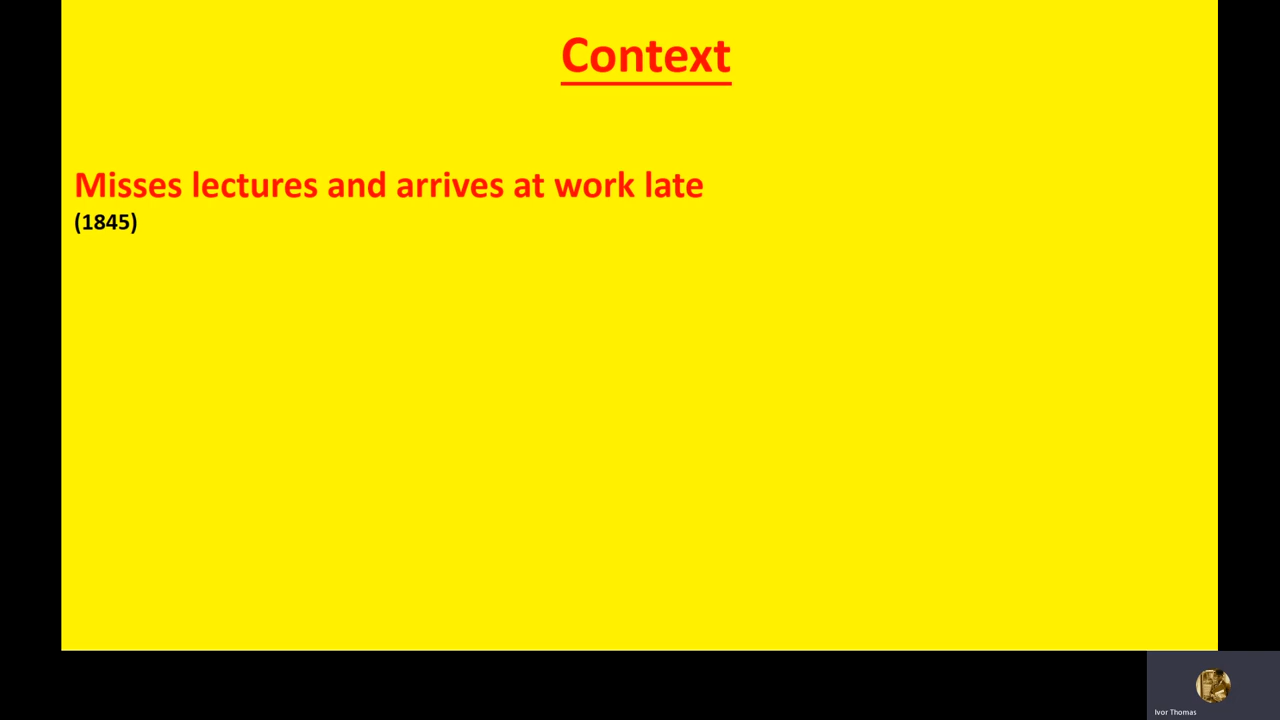 Context
Misses lectures and arrives at work late
(1845)
Ivor Thomas